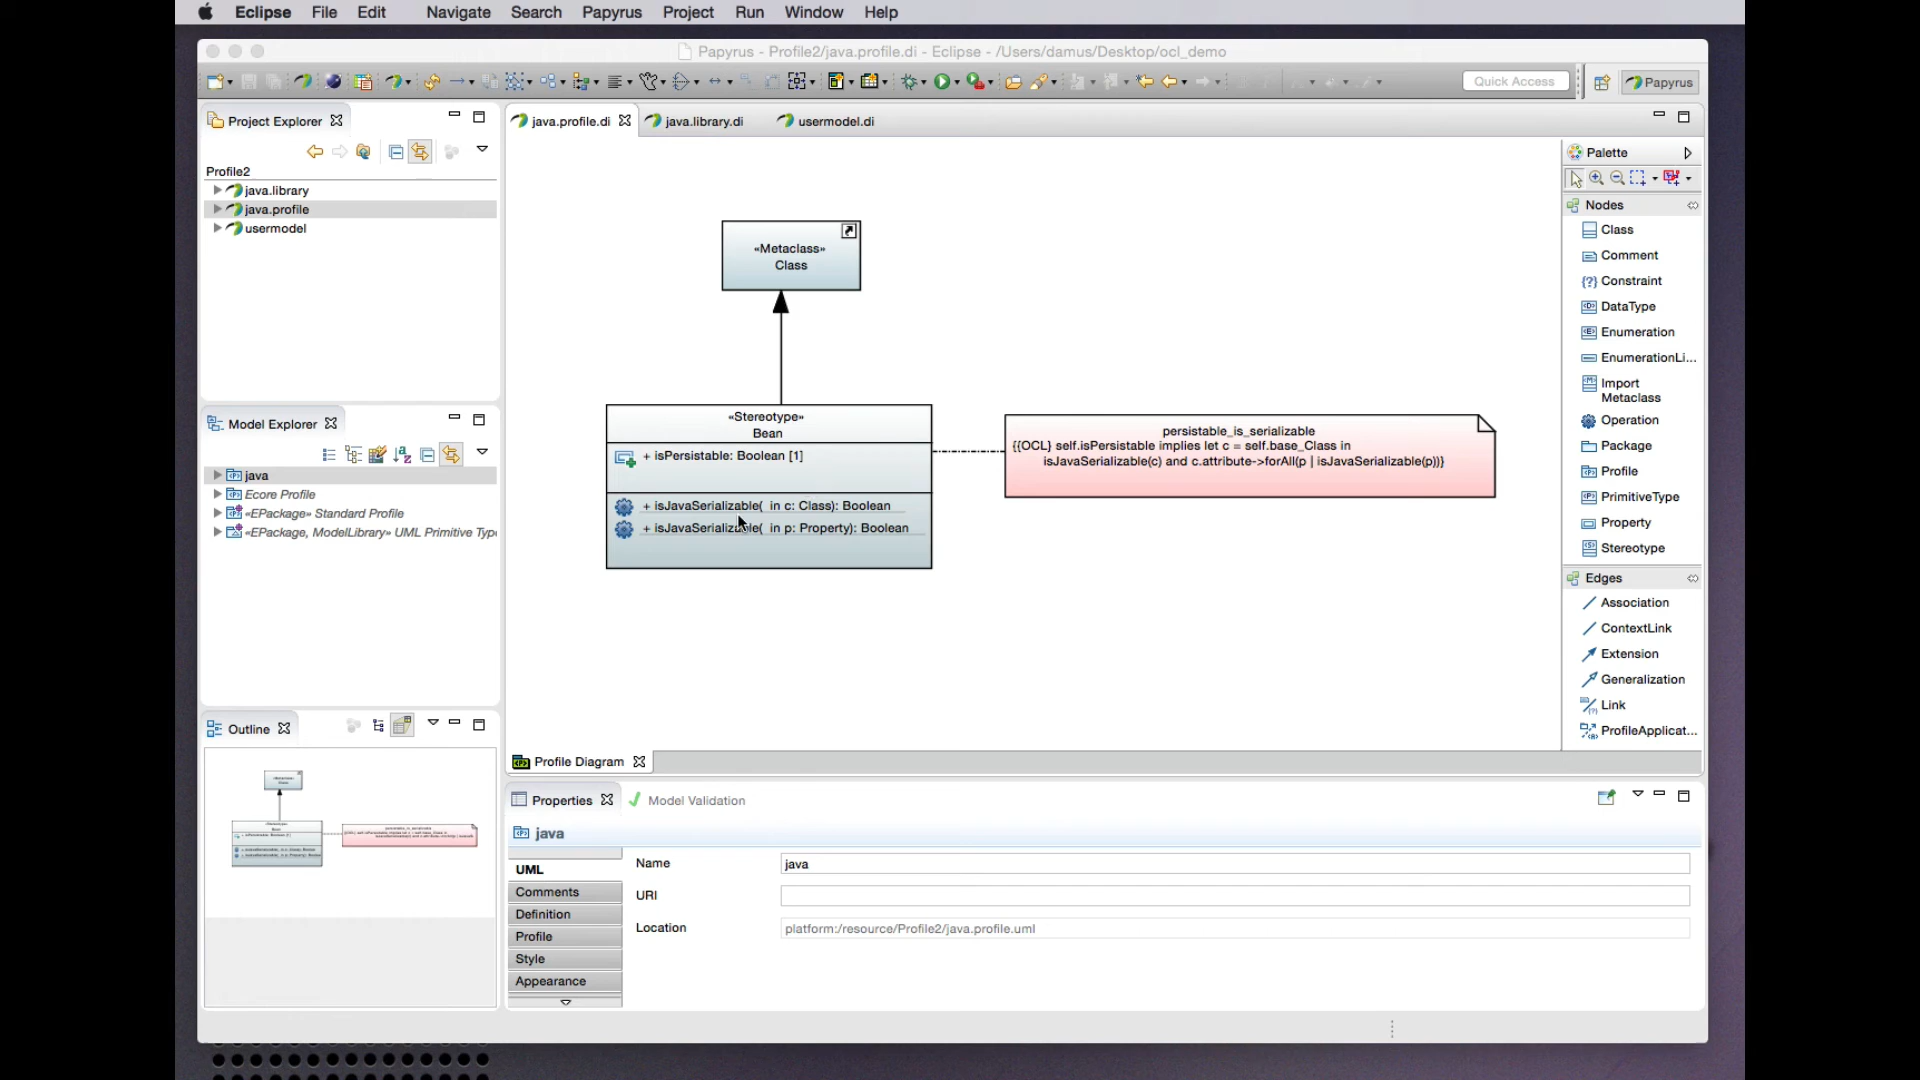 Eclipse File Edit Navigate Search Papyrus Project Run Window Help
Papyrus - Profile2/java.profile.di - Eclipse - /Users/damus/Desktop/ocl_demo
Quick Access
Papyrus
Project Explorer
Profile2
java.library
java.profile
usermodel
Model Explorer
java
Ecore Profile
«EPackage» Standard Profile
«EPackage, ModelLibrary» UML Primitive Type
Outline
java.profile.di
java.library.di
usermodel.di
«Metaclass»
Class
«Stereotype»
Bean
+ isPersistable: Boolean [1]
+ isJavaSerializable( in c: Class): Boolean
+ isJavaSerializable( in p: Property): Boolean
persistable_is_serializable
{{OCL} self.isPersistable implies let c = self.base_Class in
isJavaSerializable(c) and c.attribute->forAll(p | isJavaSerializable(p))}
Palette
Nodes
Class
Comment
Constraint
DataType
Enumeration
EnumerationLi...
Import
Metaclass
Operation
Package
Profile
PrimitiveType
Property
Stereotype
Edges
Association
ContextLink
Extension
Generalization
Link
ProfileApplicat...
Profile Diagram
Properties
Model Validation
java
UML
Comments
Definition
Profile
Style
Appearance
Name
java
URI
Location
platform:/resource/Profile2/java.profile.uml